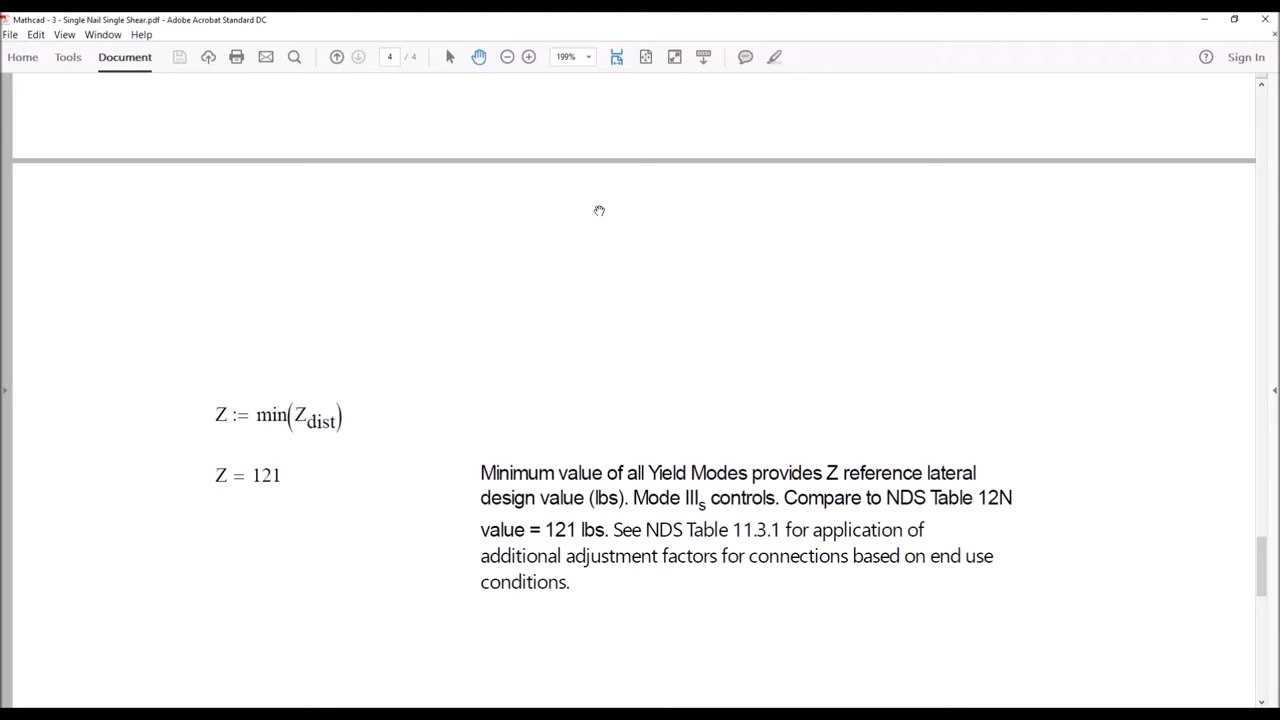 Mathcad - 3 - Single Nail Single Shear.pdf - Adobe Acrobat Standard DC
File Edit View Window Help
Home Tools Document 4 / 4 199% Sign In
Z := min(Zdist)
Z = 121
Minimum value of all Yield Modes provides Z reference lateral
design value (lbs). Mode IIIs controls. Compare to NDS Table 12N
value = 121 lbs. See NDS Table 11.3.1 for application of
additional adjustment factors for connections based on end use
conditions.